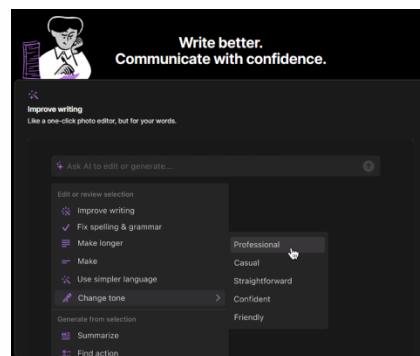 Write better.
Communicate with confidence.
Improve writing
Like a one-click photo editor, but for your words.
Ask AI to edit or generate...
Edit or review selection
Improve writing
Fix spelling & grammar
Make longer
Make
Use simpler language
Change tone
Professional
Casual
Straightforward
Confident
Friendly
Generate from selection
Summarize
Find action